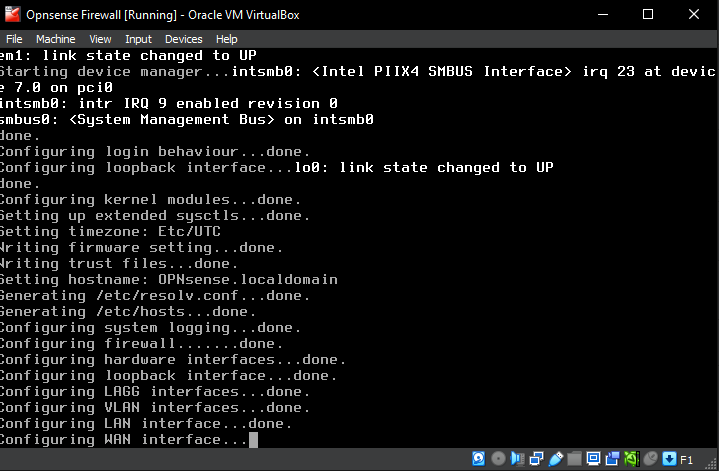 Opnsense Firewall [Running] - Oracle VM VirtualBox
File Machine View Input Devices Help
em1: link state changed to UP
Starting device manager...intsmb0: <Intel PIIX4 SMBUS Interface> irq 23 at devic
e 7.0 on pci0
intsmb0: intr IRQ 9 enabled revision 0
smbus0: <System Management Bus> on intsmb0
done.
Configuring login behaviour...done.
Configuring loopback interface...lo0: link state changed to UP
done.
Configuring kernel modules...done.
Setting up extended sysctls...done.
Setting timezone: Etc/UTC
Writing firmware setting...done.
Writing trust files...done.
Setting hostname: OPNsense.localdomain
Generating /etc/resolv.conf...done.
Generating /etc/hosts...done.
Configuring system logging...done.
Configuring firewall.......done.
Configuring hardware interfaces...done.
Configuring loopback interface...done.
Configuring LAGG interfaces...done.
Configuring VLAN interfaces...done.
Configuring LAN interface...done.
Configuring WAN interface...
F1